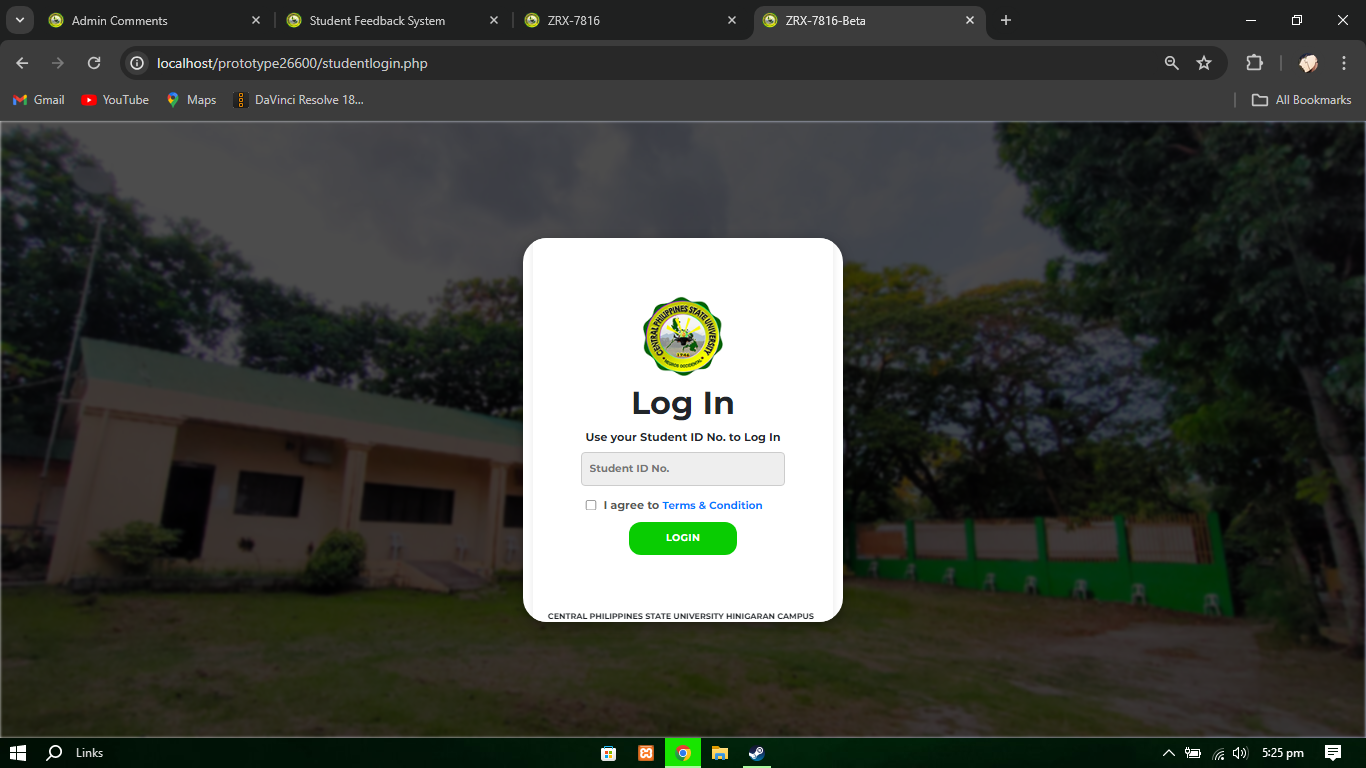 Admin Comments
Student Feedback System
ZRX-7816
ZRX-7816-Beta
localhost/prototype26600/studentlogin.php
Gmail
YouTube
Maps
DaVinci Resolve 18...
All Bookmarks
CENTRAL PHILIPPINES STATE UNIVERSITY
Log In
Use your Student ID No. to Log In
Student ID No.
I agree to Terms & Condition
LOGIN
CENTRAL PHILIPPINES STATE UNIVERSITY HINIGARAN CAMPUS
Links
5:25 pm